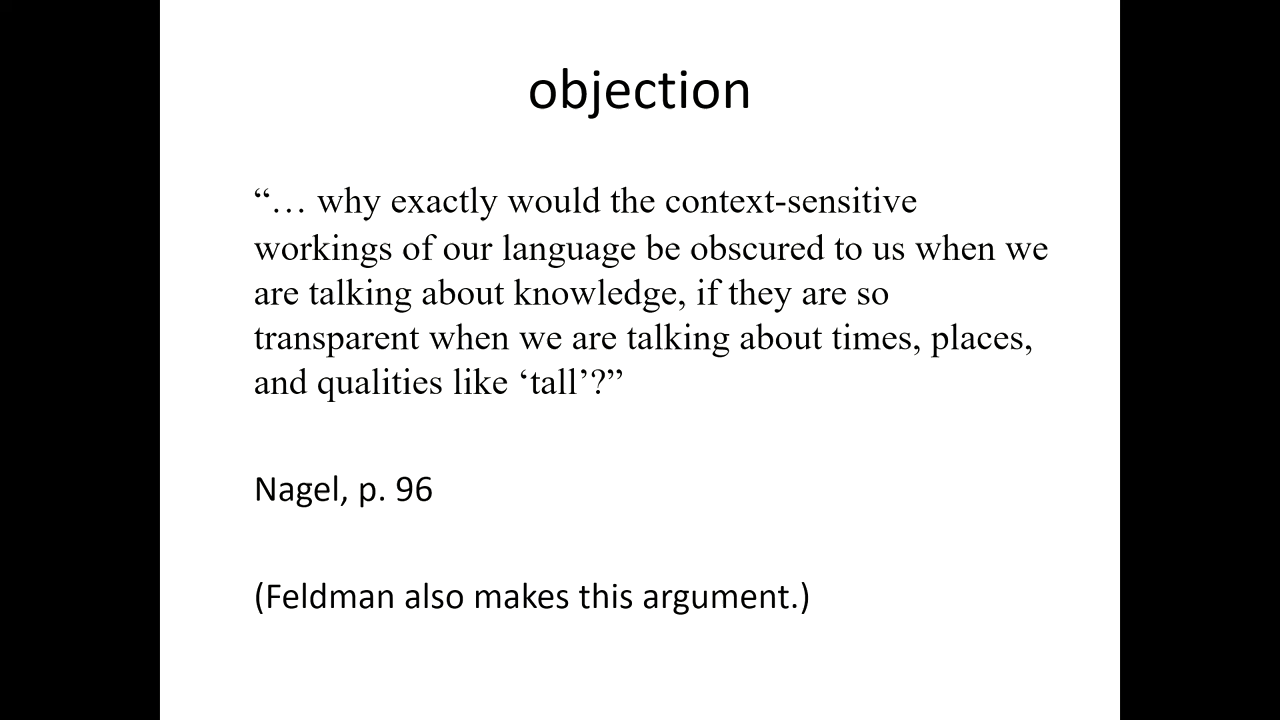 objection
“… why exactly would the context-sensitive
workings of our language be obscured to us when we
are talking about knowledge, if they are so
transparent when we are talking about times, places,
and qualities like ‘tall’?”
Nagel, p. 96
(Feldman also makes this argument.)